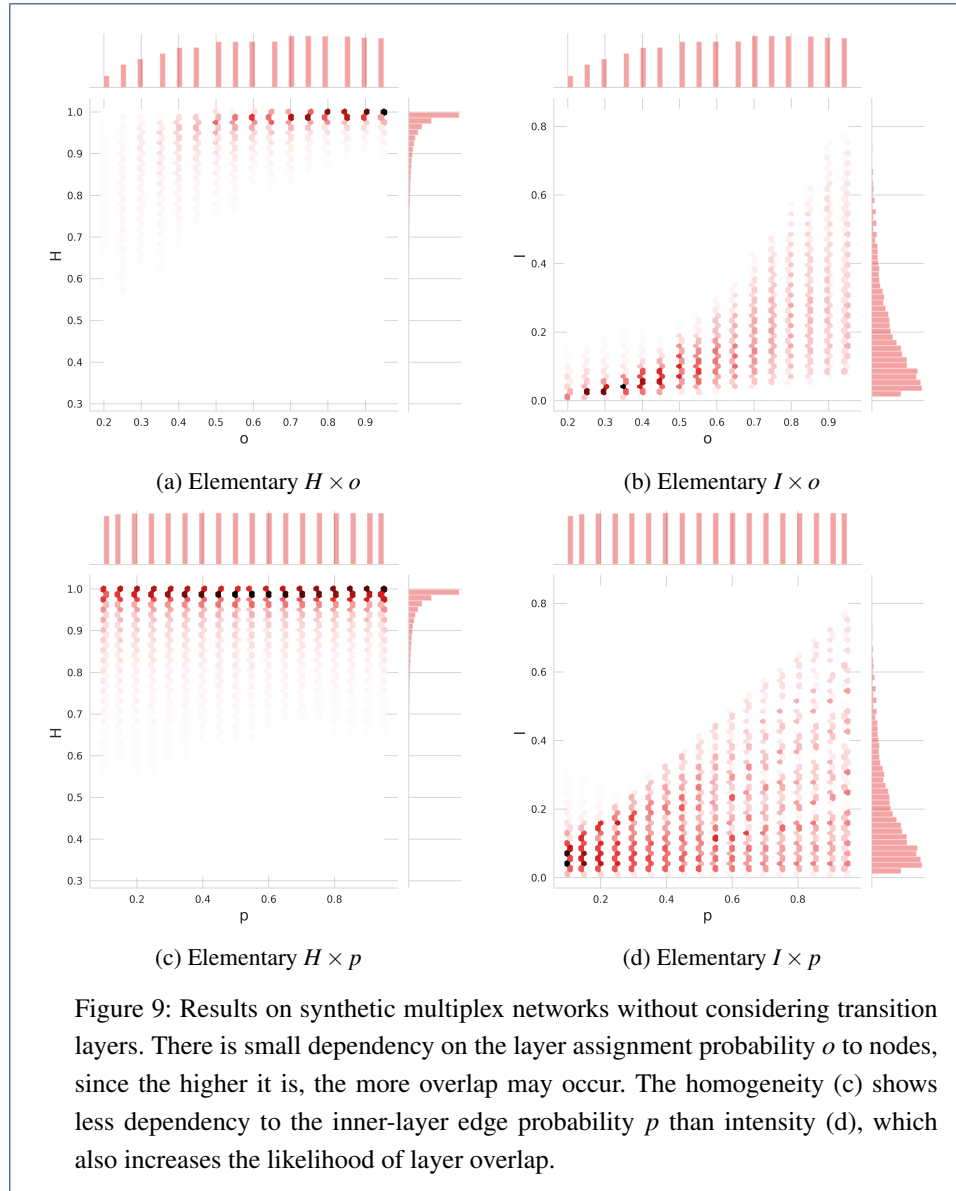 1.0
0.9
0.8
0.7
0.6
0.5
0.4
0.3
H
0.2 0.3 0.4 0.5 0.6 0.7 0.8 0.9
o
0.8
0.6
0.4
0.2
0.0
I
0.2 0.3 0.4 0.5 0.6 0.7 0.8 0.9
o
(a) Elementary H × o
(b) Elementary I × o
1.0
0.9
0.8
0.7
0.6
0.5
0.4
0.3
H
0.2 0.4 0.6 0.8
p
0.8
0.6
0.4
0.2
0.0
I
0.2 0.4 0.6 0.8
p
(c) Elementary H × p
(d) Elementary I × p
Figure 9: Results on synthetic multiplex networks without considering transition
layers. There is small dependency on the layer assignment probability o to nodes,
since the higher it is, the more overlap may occur. The homogeneity (c) shows
less dependency to the inner-layer edge probability p than intensity (d), which
also increases the likelihood of layer overlap.